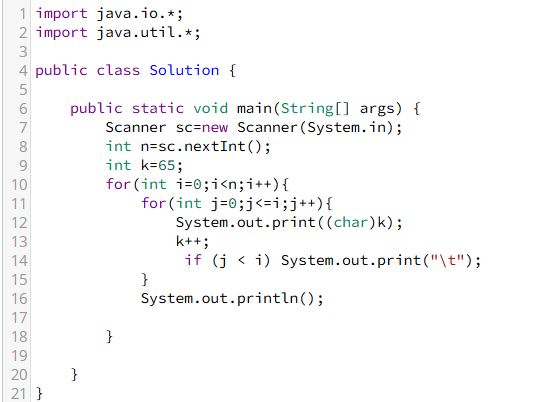 1 import java.io.*;
2 import java.util.*;
3
4 public class Solution {
5
6     public static void main(String[] args) {
7         Scanner sc=new Scanner(System.in);
8         int n=sc.nextInt();
9         int k=65;
10         for(int i=0;i<n;i++){
11             for(int j=0;j<=i;j++){
12                 System.out.print((char)k);
13                 k++;
14                  if (j < i) System.out.print("\t");
15             }
16             System.out.println();
17
18         }
19
20     }
21 }